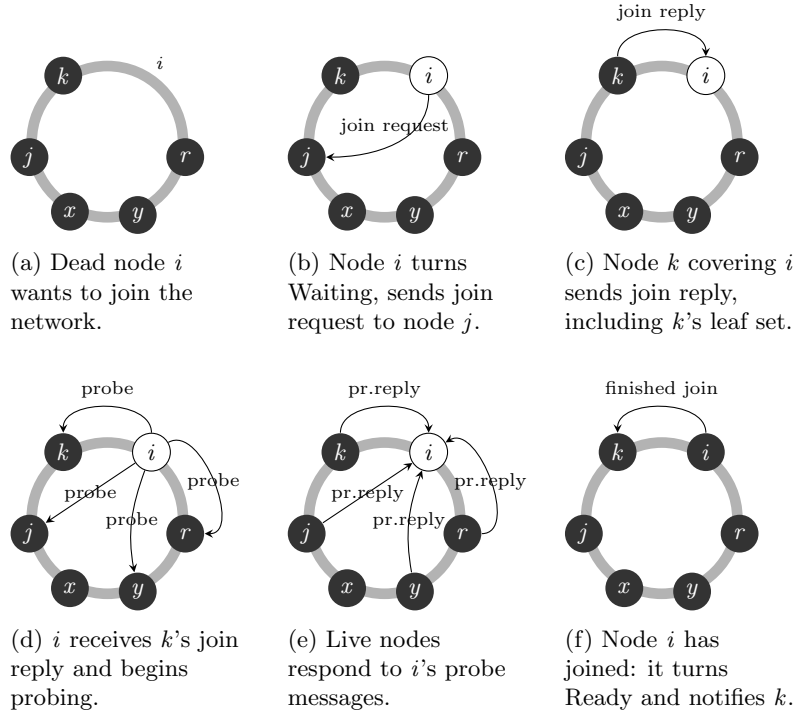 i
k
j
r
x
y
(a) Dead node i
wants to join the
network.
k
i
join request
j
r
x
y
(b) Node i turns
Waiting, sends join
request to node j.
join reply
k
i
j
r
x
y
(c) Node k covering i
sends join reply,
including k's leaf set.
probe
k
i
probe
probe
probe
j
r
x
y
(d) i receives k's join
reply and begins
probing.
pr.reply
k
i
pr.reply
pr.reply
pr.reply
j
r
x
y
(e) Live nodes
respond to i's probe
messages.
finished join
k
i
j
r
x
y
(f) Node i has
joined: it turns
Ready and notifies k.